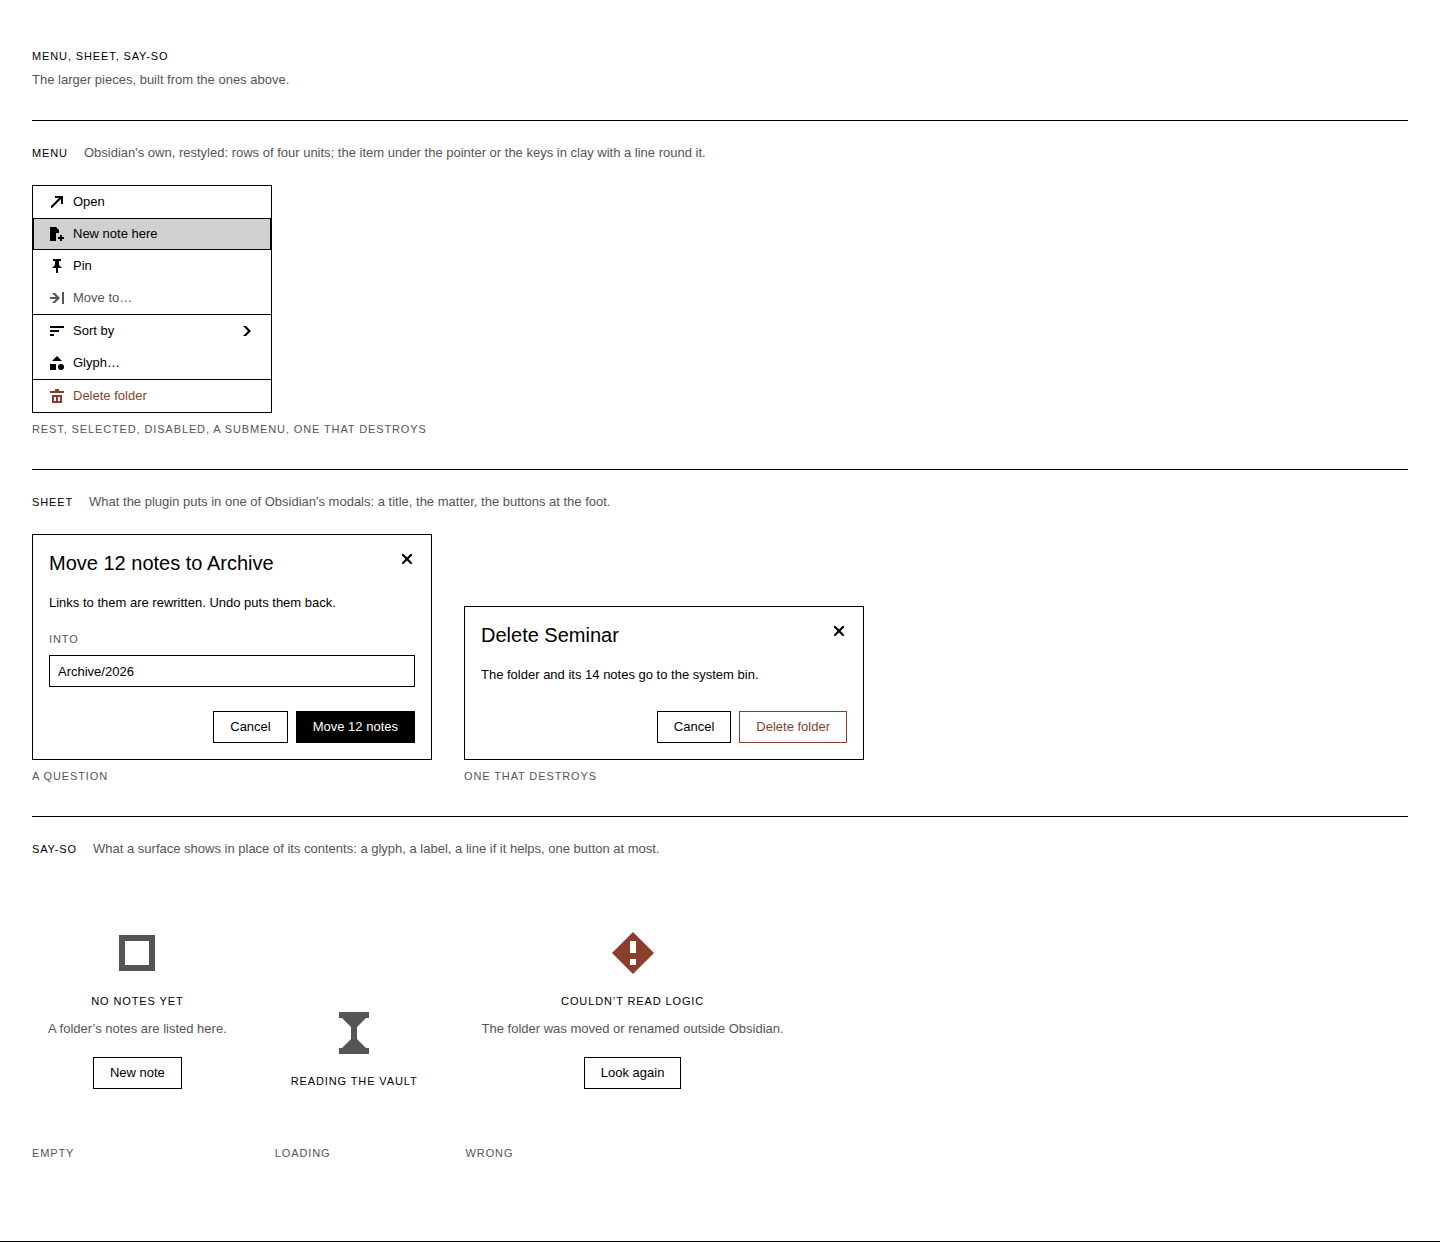 MENU, SHEET, SAY-SO
The larger pieces, built from the ones above.
MENU Obsidian's own, restyled: rows of four units; the item under the pointer or the keys in clay with a line round it.
Open
New note here
Pin
Move to…
Sort by
Glyph…
Delete folder
REST, SELECTED, DISABLED, A SUBMENU, ONE THAT DESTROYS
SHEET What the plugin puts in one of Obsidian's modals: a title, the matter, the buttons at the foot.
Move 12 notes to Archive
Links to them are rewritten. Undo puts them back.
INTO
Archive/2026
Cancel Move 12 notes
A QUESTION
Delete Seminar
The folder and its 14 notes go to the system bin.
Cancel Delete folder
ONE THAT DESTROYS
SAY-SO What a surface shows in place of its contents: a glyph, a label, a line if it helps, one button at most.
NO NOTES YET
A folder’s notes are listed here.
New note
EMPTY
READING THE VAULT
LOADING
COULDN’T READ LOGIC
The folder was moved or renamed outside Obsidian.
Look again
WRONG